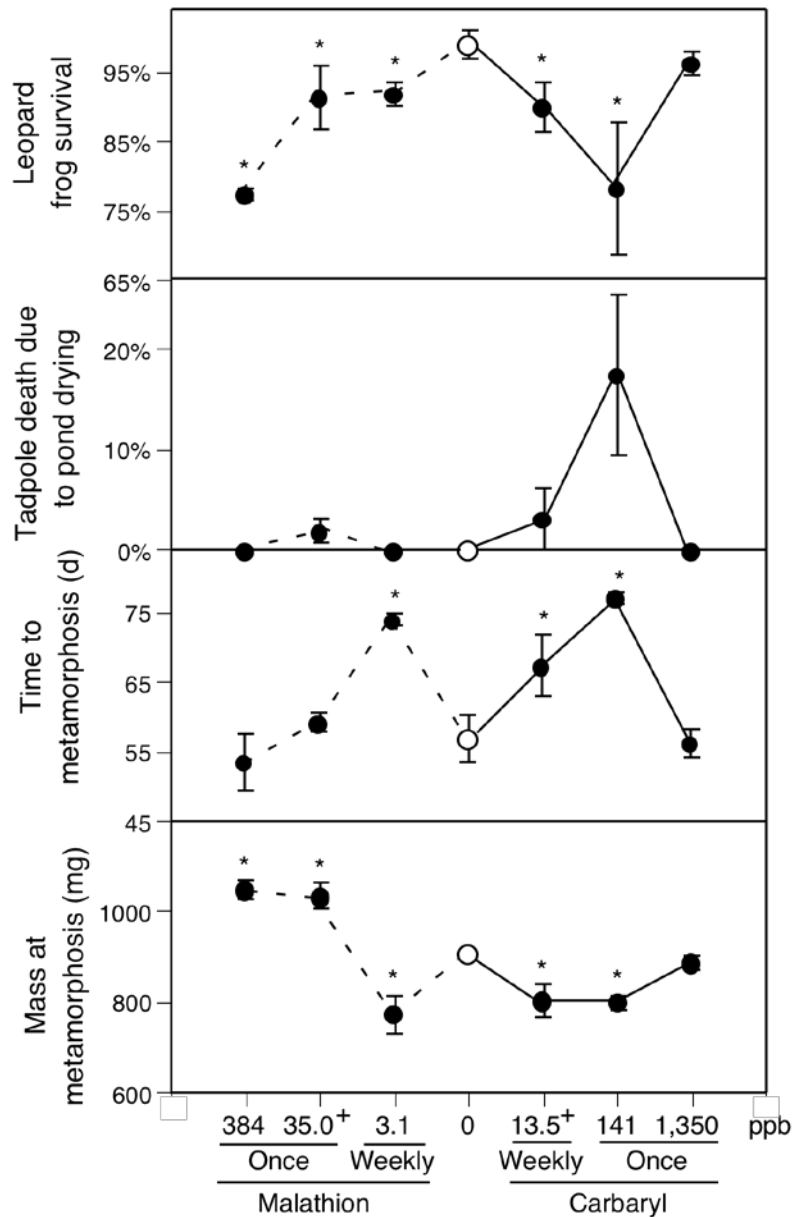 Leopard
frog survival
95%
85%
75%
65%
Tadpole death due
to pond drying
20%
10%
0%
Time to
metamorphosis (d)
75
65
55
45
Mass at
metamorphosis (mg)
1000
800
600
* * * * *
* * *
* * * * *
384 35.0+ 3.1 0 13.5+ 141 1,350 ppb
Once Weekly Weekly Once
Malathion Carbaryl